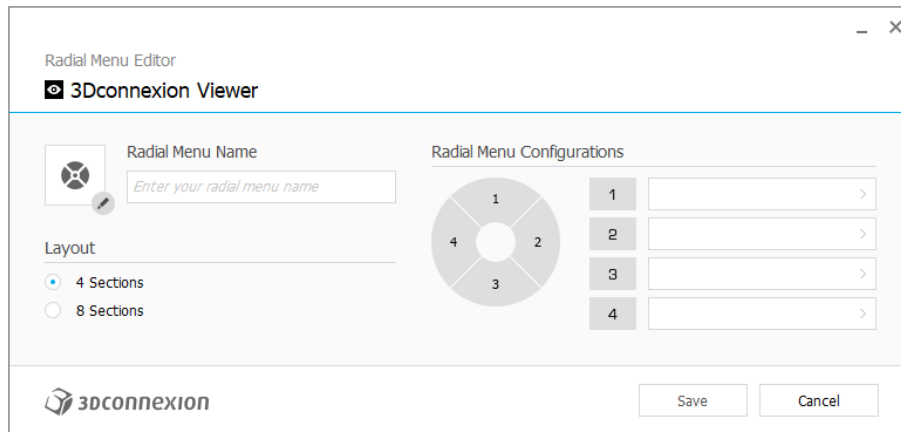 Radial Menu Editor
3Dconnexion Viewer
Radial Menu Name
Enter your radial menu name
Layout
4 Sections
8 Sections
Radial Menu Configurations
1
4 2
3
1
2
3
4
3Dconnexion
Save Cancel